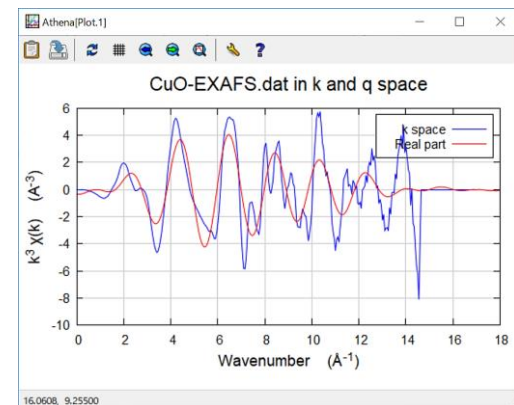 Athena[Plot.1]
CuO-EXAFS.dat in k and q space
k space
Real part
k³ χ(k) (Å⁻³)
6
4
2
0
-2
-4
-6
-8
-10
0 2 4 6 8 10 12 14 16 18
Wavenumber (Å⁻¹)
16.0608, 9.25500